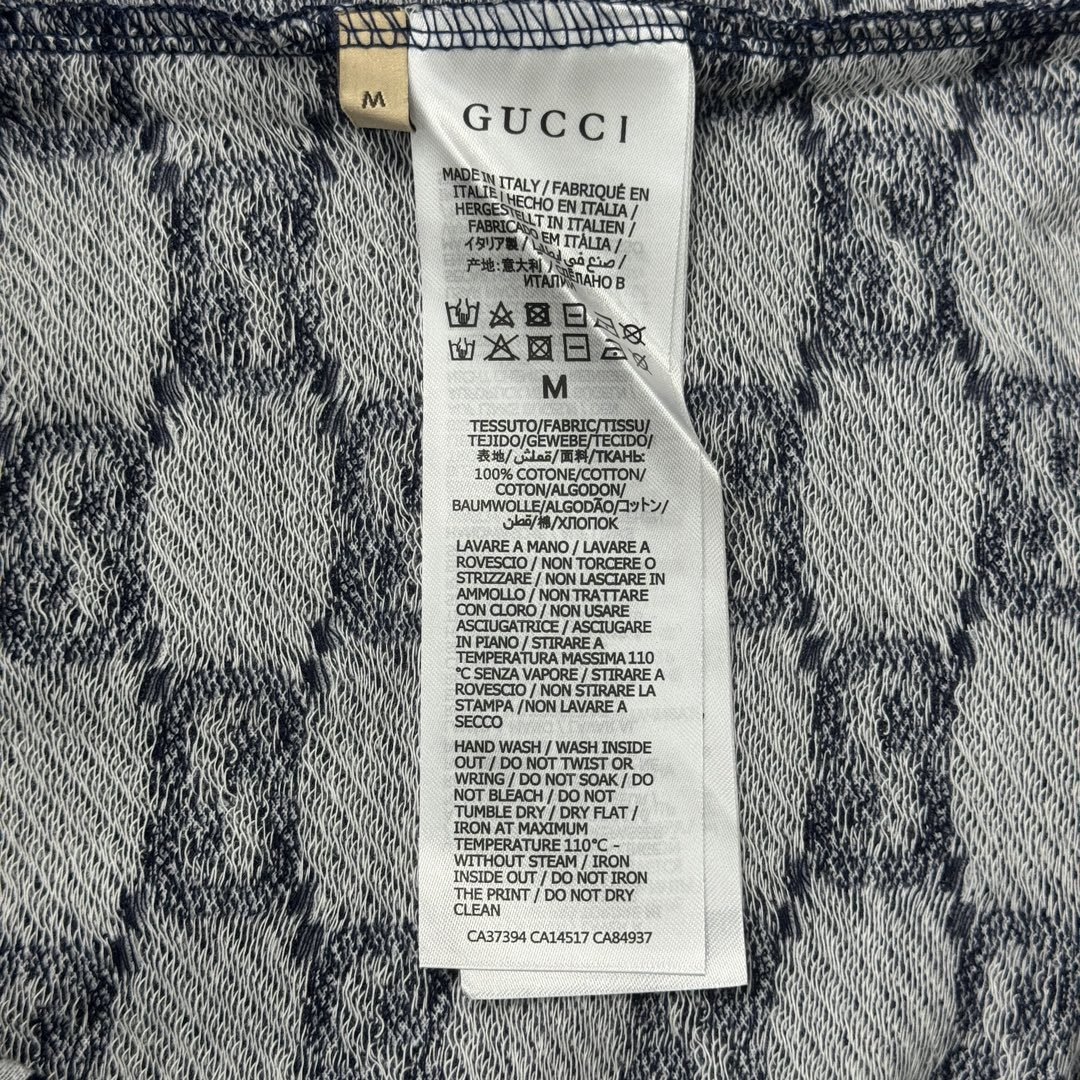 M
GUCCI
MADE IN ITALY / FABRIQUÉ EN
ITALIE / HECHO EN ITALIA /
HERGESTELLT IN ITALIEN /
FABRICADO EM ITÀLIA /
イタリア製 / صنع في
产地: 意大利 /
ИТАЛИ
M
TESSUTO/FABRIC/TISSU/
TEJIDO/GEWEBE/TECIDO/
表地/قملش/面料/ТКАНЬ:
100% COTONE/COTTON/
COTON/ALGODON/
BAUMWOLLE/ALGODÃO/コットン/
قطن/棉/ХЛОПОК
LAVARE A MANO / LAVARE A
ROVESCIO / NON TORCERE O
STRIZZARE / NON LASCIARE IN
AMMOLLO / NON TRATTARE
CON CLORO / NON USARE
ASCIUGATRICE / ASCIUGARE
IN PIANO / STIRARE A
TEMPERATURA MASSIMA 110
°C SENZA VAPORE / STIRARE A
ROVESCIO / NON STIRARE LA
STAMPA / NON LAVARE A
SECCO
HAND WASH / WASH INSIDE
OUT / DO NOT TWIST OR
WRING / DO NOT SOAK / DO
NOT BLEACH / DO NOT
TUMBLE DRY / DRY FLAT /
IRON AT MAXIMUM
TEMPERATURE 110°C -
WITHOUT STEAM / IRON
INSIDE OUT / DO NOT IRON
THE PRINT / DO NOT DRY
CLEAN
CA37394 CA14517 CA84937